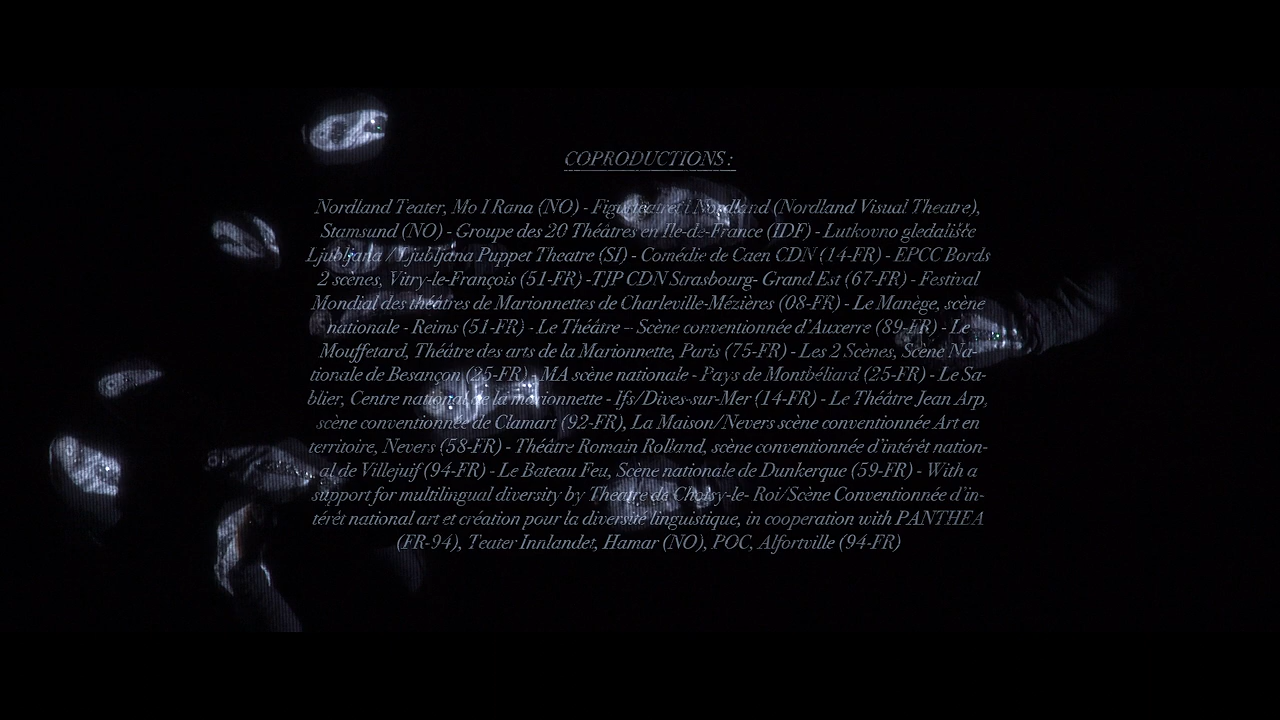 COPRODUCTIONS :
Nordland Teater, Mo I Rana (NO) - Figurteatret i Nordland (Nordland Visual Theatre),
Stamsund (NO) - Groupe des 20 Théâtres en Ile-de-France (IDF) - Lutkovno gledališče
Ljubljana / Ljubljana Puppet Theatre (SI) - Comédie de Caen CDN (14-FR) - EPCC Bords
2 scènes, Vitry-le-François (51-FR) -TJP CDN Strasbourg- Grand Est (67-FR) - Festival
Mondial des théâtres de Marionnettes de Charleville-Mézières (08-FR) - Le Manège, scène
nationale - Reims (51-FR) - Le Théâtre – Scène conventionnée d'Auxerre (89-FR) - Le
Mouffetard, Théâtre des arts de la Marionnette, Paris (75-FR) - Les 2 Scènes, Scène Na-
tionale de Besançon (25-FR) - MA scène nationale - Pays de Montbéliard (25-FR) - Le Sa-
blier, Centre national de la marionnette - Ifs/Dives-sur-Mer (14-FR) - Le Théâtre Jean Arp,
scène conventionnée de Clamart (92-FR), La Maison/Nevers scène conventionnée Art en
territoire, Nevers (58-FR) - Théâtre Romain Rolland, scène conventionnée d'intérêt nation-
al de Villejuif (94-FR) - Le Bateau Feu, Scène nationale de Dunkerque (59-FR) - With a
support for multilingual diversity by Theatre de Choisy-le- Roi/Scène Conventionnée d'in-
térêt national art et création pour la diversité linguistique, in cooperation with PANTHEA
(FR-94), Teater Innlandet, Hamar (NO), POC, Alfortville (94-FR)